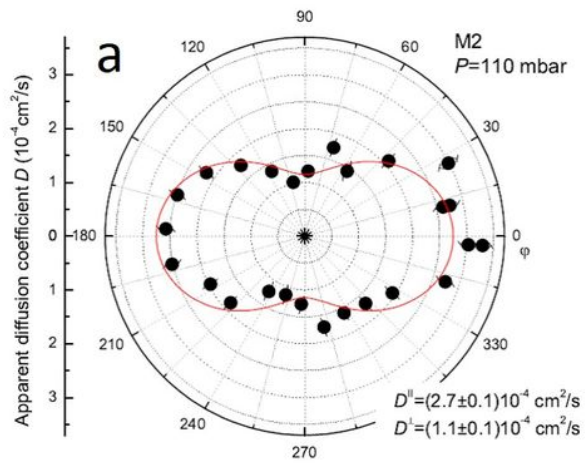 a
M2
P=110 mbar
90
120
60
150
30
180
0
φ
210
330
240
270
Apparent diffusion coefficient D (10⁻⁴cm²/s)
3
2
1
0
1
2
3
D^∥=(2.7±0.1)10⁻⁴ cm²/s
D^⊥=(1.1±0.1)10⁻⁴ cm²/s